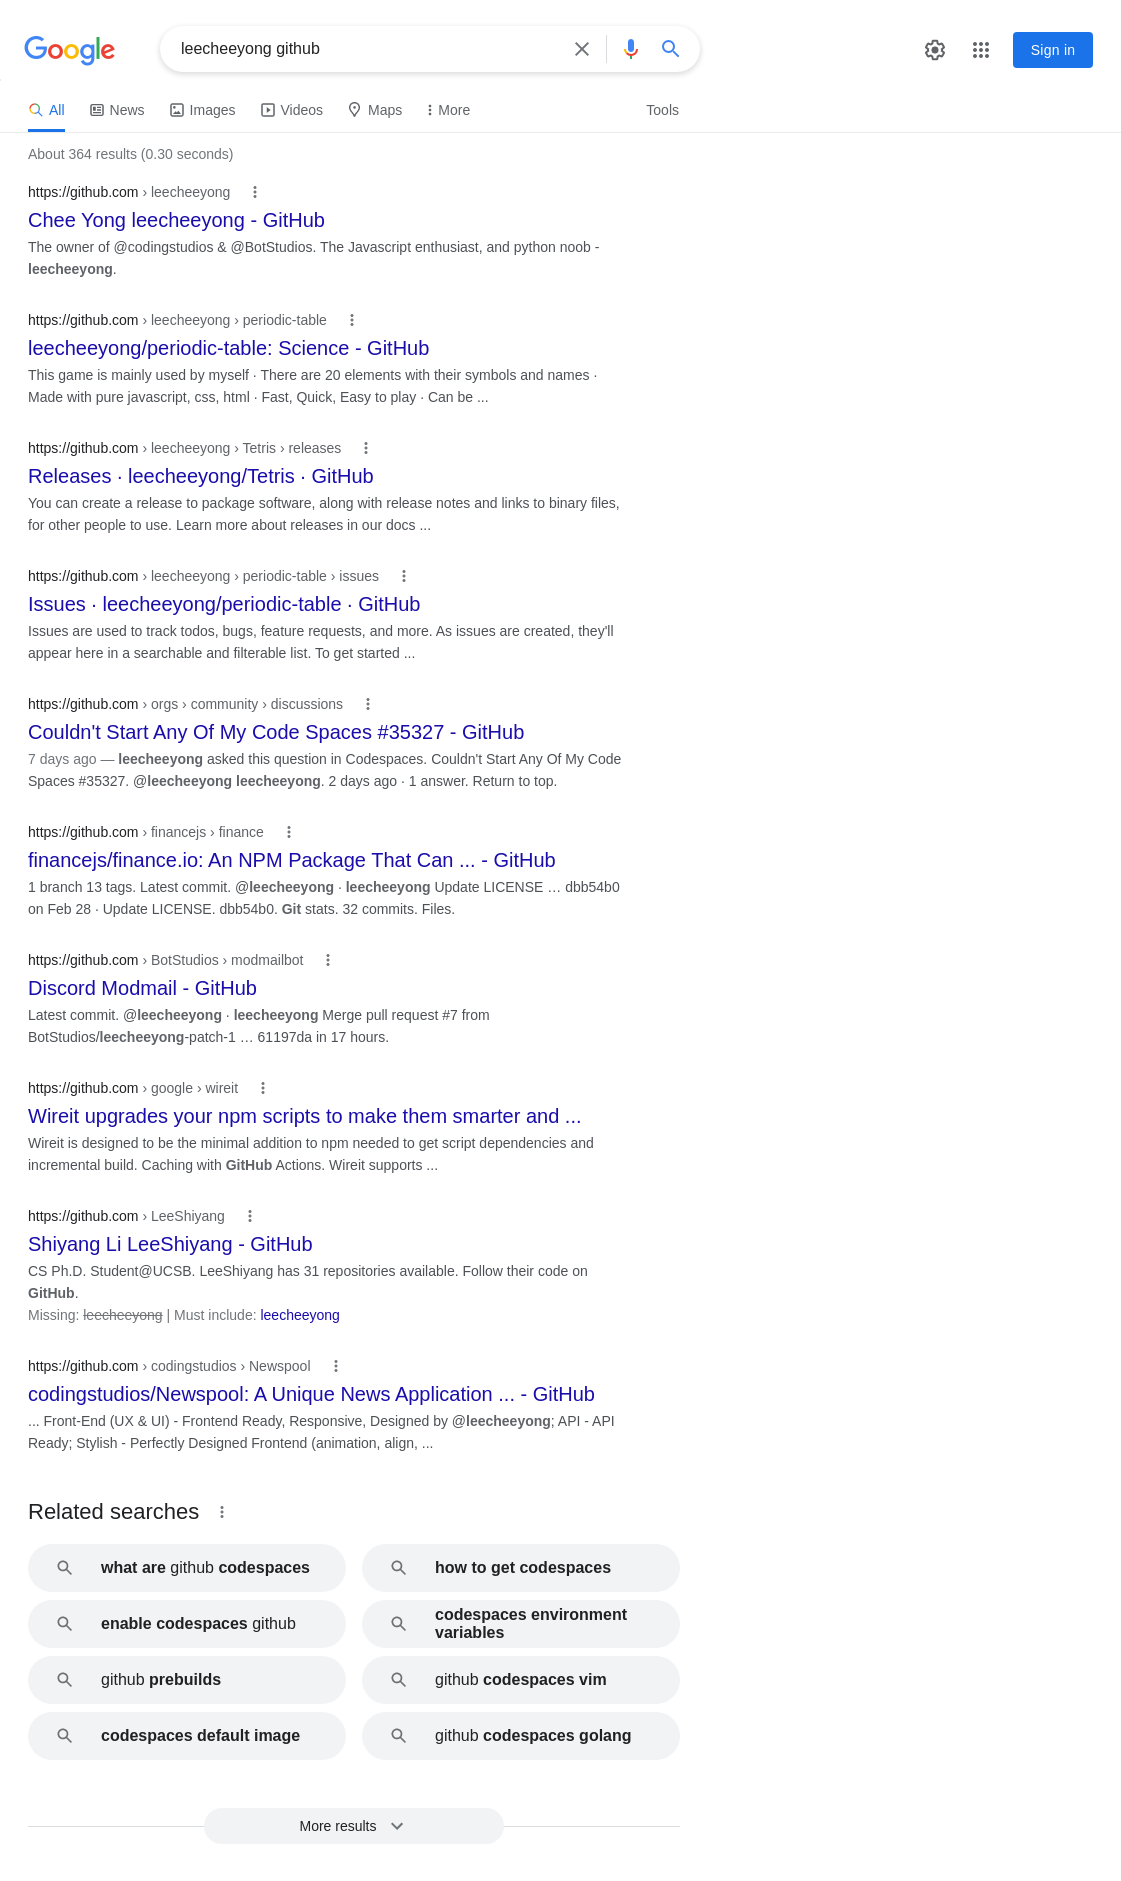 Google
leecheeyong github
Sign in
All News Images Videos Maps More Tools
About 364 results (0.30 seconds)
https://github.com › leecheeyong
Chee Yong leecheeyong - GitHub
The owner of @codingstudios & @BotStudios. The Javascript enthusiast, and python noob -
leecheeyong.
https://github.com › leecheeyong › periodic-table
leecheeyong/periodic-table: Science - GitHub
This game is mainly used by myself · There are 20 elements with their symbols and names ·
Made with pure javascript, css, html · Fast, Quick, Easy to play · Can be ...
https://github.com › leecheeyong › Tetris › releases
Releases · leecheeyong/Tetris · GitHub
You can create a release to package software, along with release notes and links to binary files,
for other people to use. Learn more about releases in our docs ...
https://github.com › leecheeyong › periodic-table › issues
Issues · leecheeyong/periodic-table · GitHub
Issues are used to track todos, bugs, feature requests, and more. As issues are created, they'll
appear here in a searchable and filterable list. To get started ...
https://github.com › orgs › community › discussions
Couldn't Start Any Of My Code Spaces #35327 - GitHub
7 days ago — leecheeyong asked this question in Codespaces. Couldn't Start Any Of My Code
Spaces #35327. @leecheeyong leecheeyong. 2 days ago · 1 answer. Return to top.
https://github.com › financejs › finance
financejs/finance.io: An NPM Package That Can ... - GitHub
1 branch 13 tags. Latest commit. @leecheeyong · leecheeyong Update LICENSE … dbb54b0
on Feb 28 · Update LICENSE. dbb54b0. Git stats. 32 commits. Files.
https://github.com › BotStudios › modmailbot
Discord Modmail - GitHub
Latest commit. @leecheeyong · leecheeyong Merge pull request #7 from
BotStudios/leecheeyong-patch-1 … 61197da in 17 hours.
https://github.com › google › wireit
Wireit upgrades your npm scripts to make them smarter and ...
Wireit is designed to be the minimal addition to npm needed to get script dependencies and
incremental build. Caching with GitHub Actions. Wireit supports ...
https://github.com › LeeShiyang
Shiyang Li LeeShiyang - GitHub
CS Ph.D. Student@UCSB. LeeShiyang has 31 repositories available. Follow their code on
GitHub.
Missing: leecheeyong | Must include: leecheeyong
https://github.com › codingstudios › Newspool
codingstudios/Newspool: A Unique News Application ... - GitHub
... Front-End (UX & UI) - Frontend Ready, Responsive, Designed by @leecheeyong; API - API
Ready; Stylish - Perfectly Designed Frontend (animation, align, ...
Related searches
what are github codespaces
how to get codespaces
enable codespaces github
codespaces environment
variables
github prebuilds
github codespaces vim
codespaces default image
github codespaces golang
More results